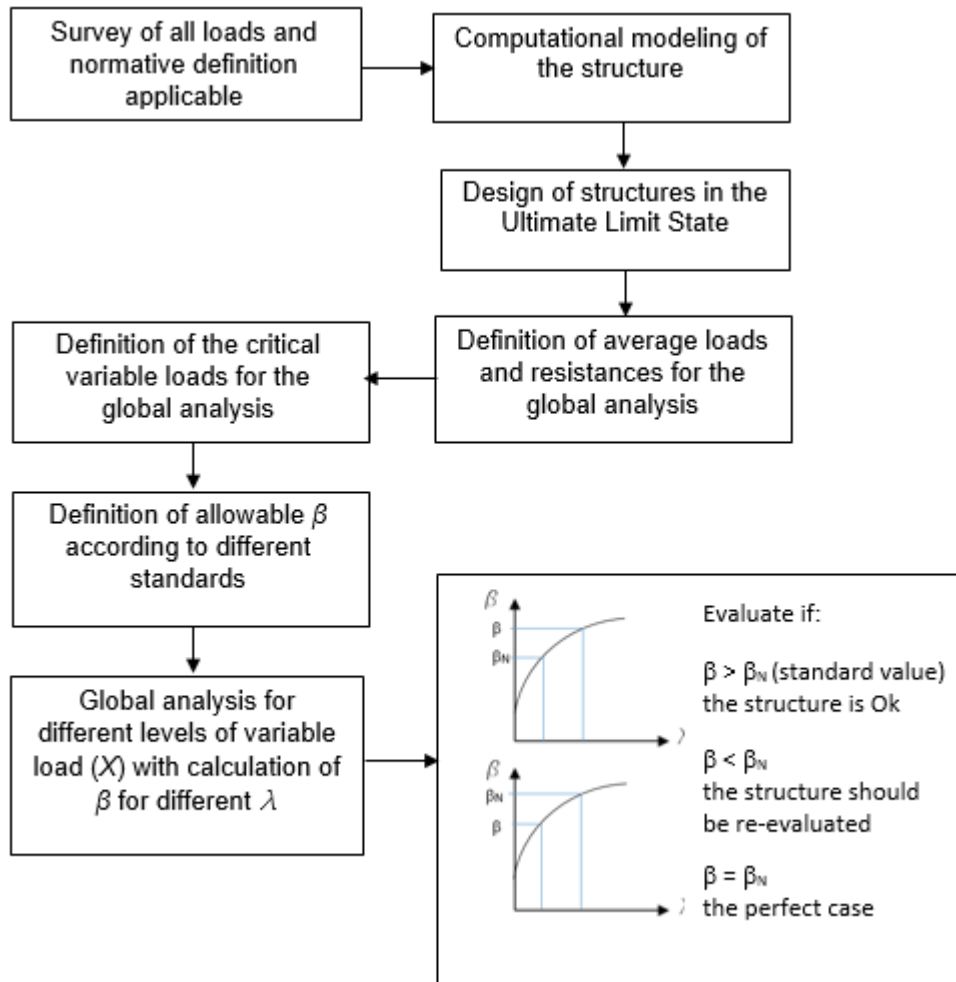 Survey of all loads and
normative definition
applicable
Computational modeling of
the structure
Design of structures in the
Ultimate Limit State
Definition of average loads
and resistances for the
global analysis
Definition of the critical
variable loads for the
global analysis
Definition of allowable β
according to different
standards
Global analysis for
different levels of variable
load (X) with calculation of
β for different λ
β
β
βN
β
βN
β
Evaluate if:
β > βN (standard value)
the structure is Ok
β < βN
the structure should
be re-evaluated
β = βN
the perfect case